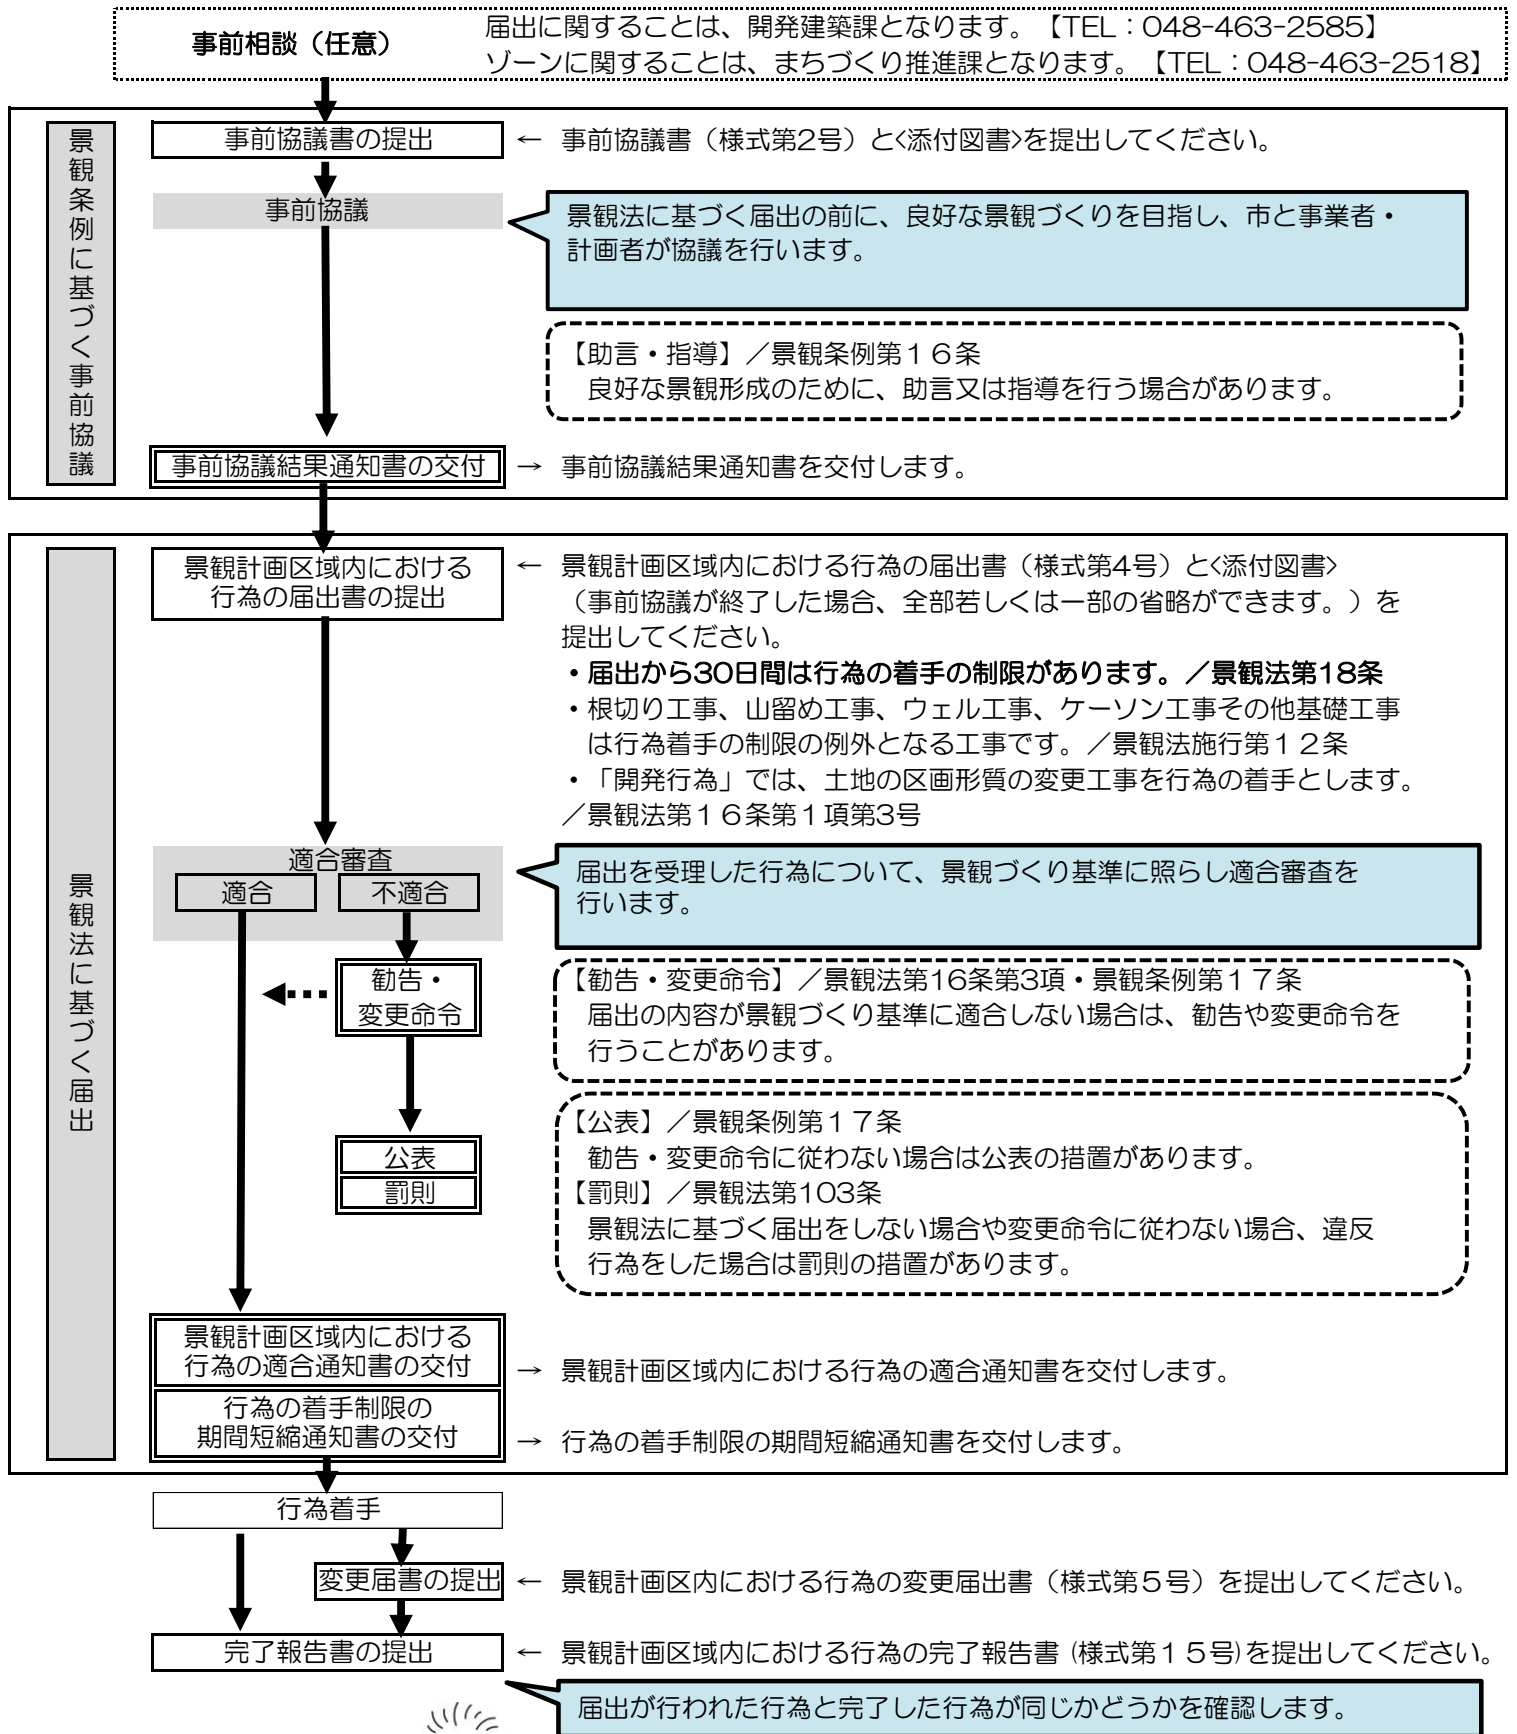 事前相談（任意）
届出に関することは、開発建築課となります。【TEL：048-463-2585】
ゾーンに関することは、まちづくり推進課となります。【TEL：048-463-2518】
景観条例に基づく事前協議
事前協議書の提出
← 事前協議書（様式第2号）と<添付図書>を提出してください。
事前協議
景観法に基づく届出の前に、良好な景観づくりを目指し、市と事業者・
計画者が協議を行います。
【助言・指導】／景観条例第１６条
良好な景観形成のために、助言又は指導を行う場合があります。
事前協議結果通知書の交付
→ 事前協議結果通知書を交付します。
景観法に基づく届出
景観計画区域内における
行為の届出書の提出
← 景観計画区域内における行為の届出書（様式第4号）と<添付図書>
（事前協議が終了した場合、全部若しくは一部の省略ができます。）を
提出してください。
・届出から30日間は行為の着手の制限があります。／景観法第18条
・根切り工事、山留め工事、ウェル工事、ケーソン工事その他基礎工事
は行為着手の制限の例外となる工事です。／景観法施行第１２条
・「開発行為」では、土地の区画形質の変更工事を行為の着手とします。
／景観法第１６条第１項第3号
適合審査
適合
不適合
届出を受理した行為について、景観づくり基準に照らし適合審査を
行います。
勧告・
変更命令
【勧告・変更命令】／景観法第16条第3項・景観条例第１７条
届出の内容が景観づくり基準に適合しない場合は、勧告や変更命令を
行うことがあります。
公表
罰則
【公表】／景観条例第１７条
勧告・変更命令に従わない場合は公表の措置があります。
【罰則】／景観法第103条
景観法に基づく届出をしない場合や変更命令に従わない場合、違反
行為をした場合は罰則の措置があります。
景観計画区域内における
行為の適合通知書の交付
→ 景観計画区域内における行為の適合通知書を交付します。
行為の着手制限の
期間短縮通知書の交付
→ 行為の着手制限の期間短縮通知書を交付します。
行為着手
変更届書の提出
← 景観計画区内における行為の変更届出書（様式第５号）を提出してください。
完了報告書の提出
← 景観計画区域内における行為の完了報告書（様式第１５号)を提出してください。
届出が行われた行為と完了した行為が同じかどうかを確認します。